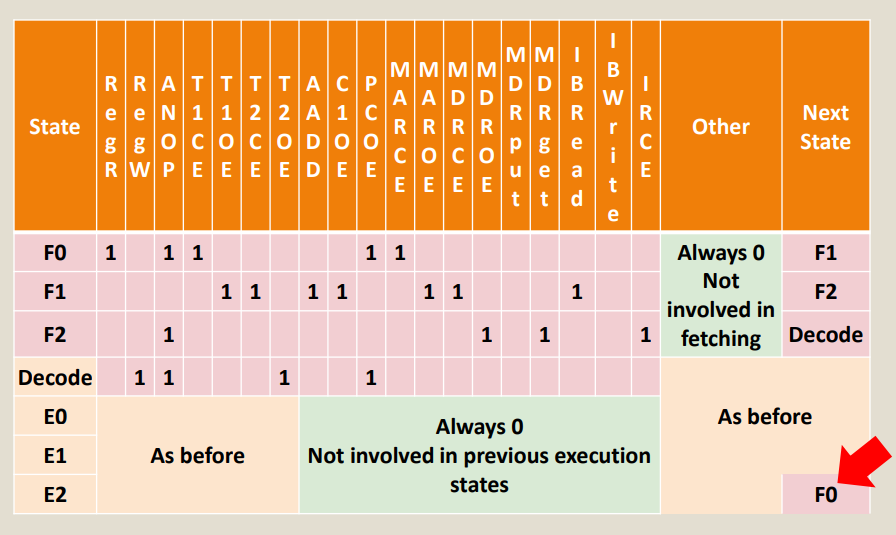 State RegR RegW ANOP T1CE T1OE T2CE T2OE AADD C1OE PCOE MARCE MAROE MDRCE MDROE MDRput MDRget IBRead IBWrite IRCE Other Next State
F0 1 1 1 1 1 Always 0 F1
F1 1 1 1 1 1 1 1 Not F2
involved in
F2 1 1 1 1 fetching Decode
Decode 1 1 1 1
E0 Always 0 As before
E1 As before Not involved in previous execution
E2 states F0